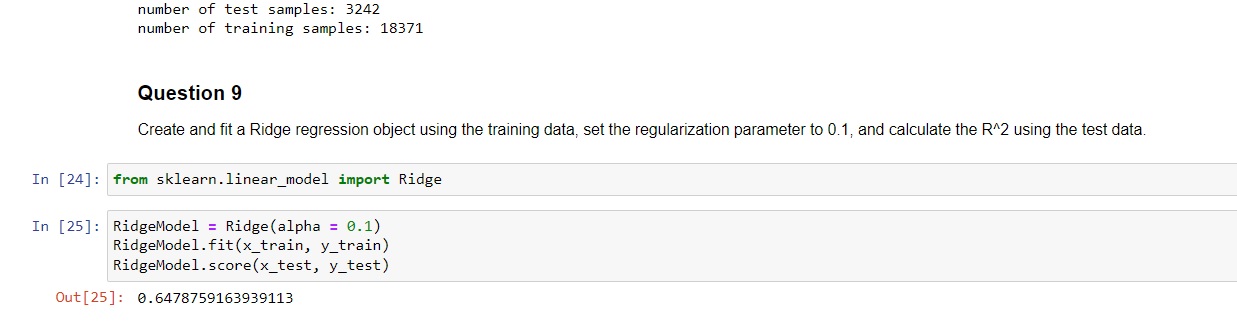 number of test samples: 3242
number of training samples: 18371
Question 9
Create and fit a Ridge regression object using the training data, set the regularization parameter to 0.1, and calculate the R^2 using the test data.
In [24]: from sklearn.linear_model import Ridge
In [25]: RidgeModel = Ridge(alpha = 0.1)
RidgeModel.fit(x_train, y_train)
RidgeModel.score(x_test, y_test)
Out[25]: 0.6478759163939113